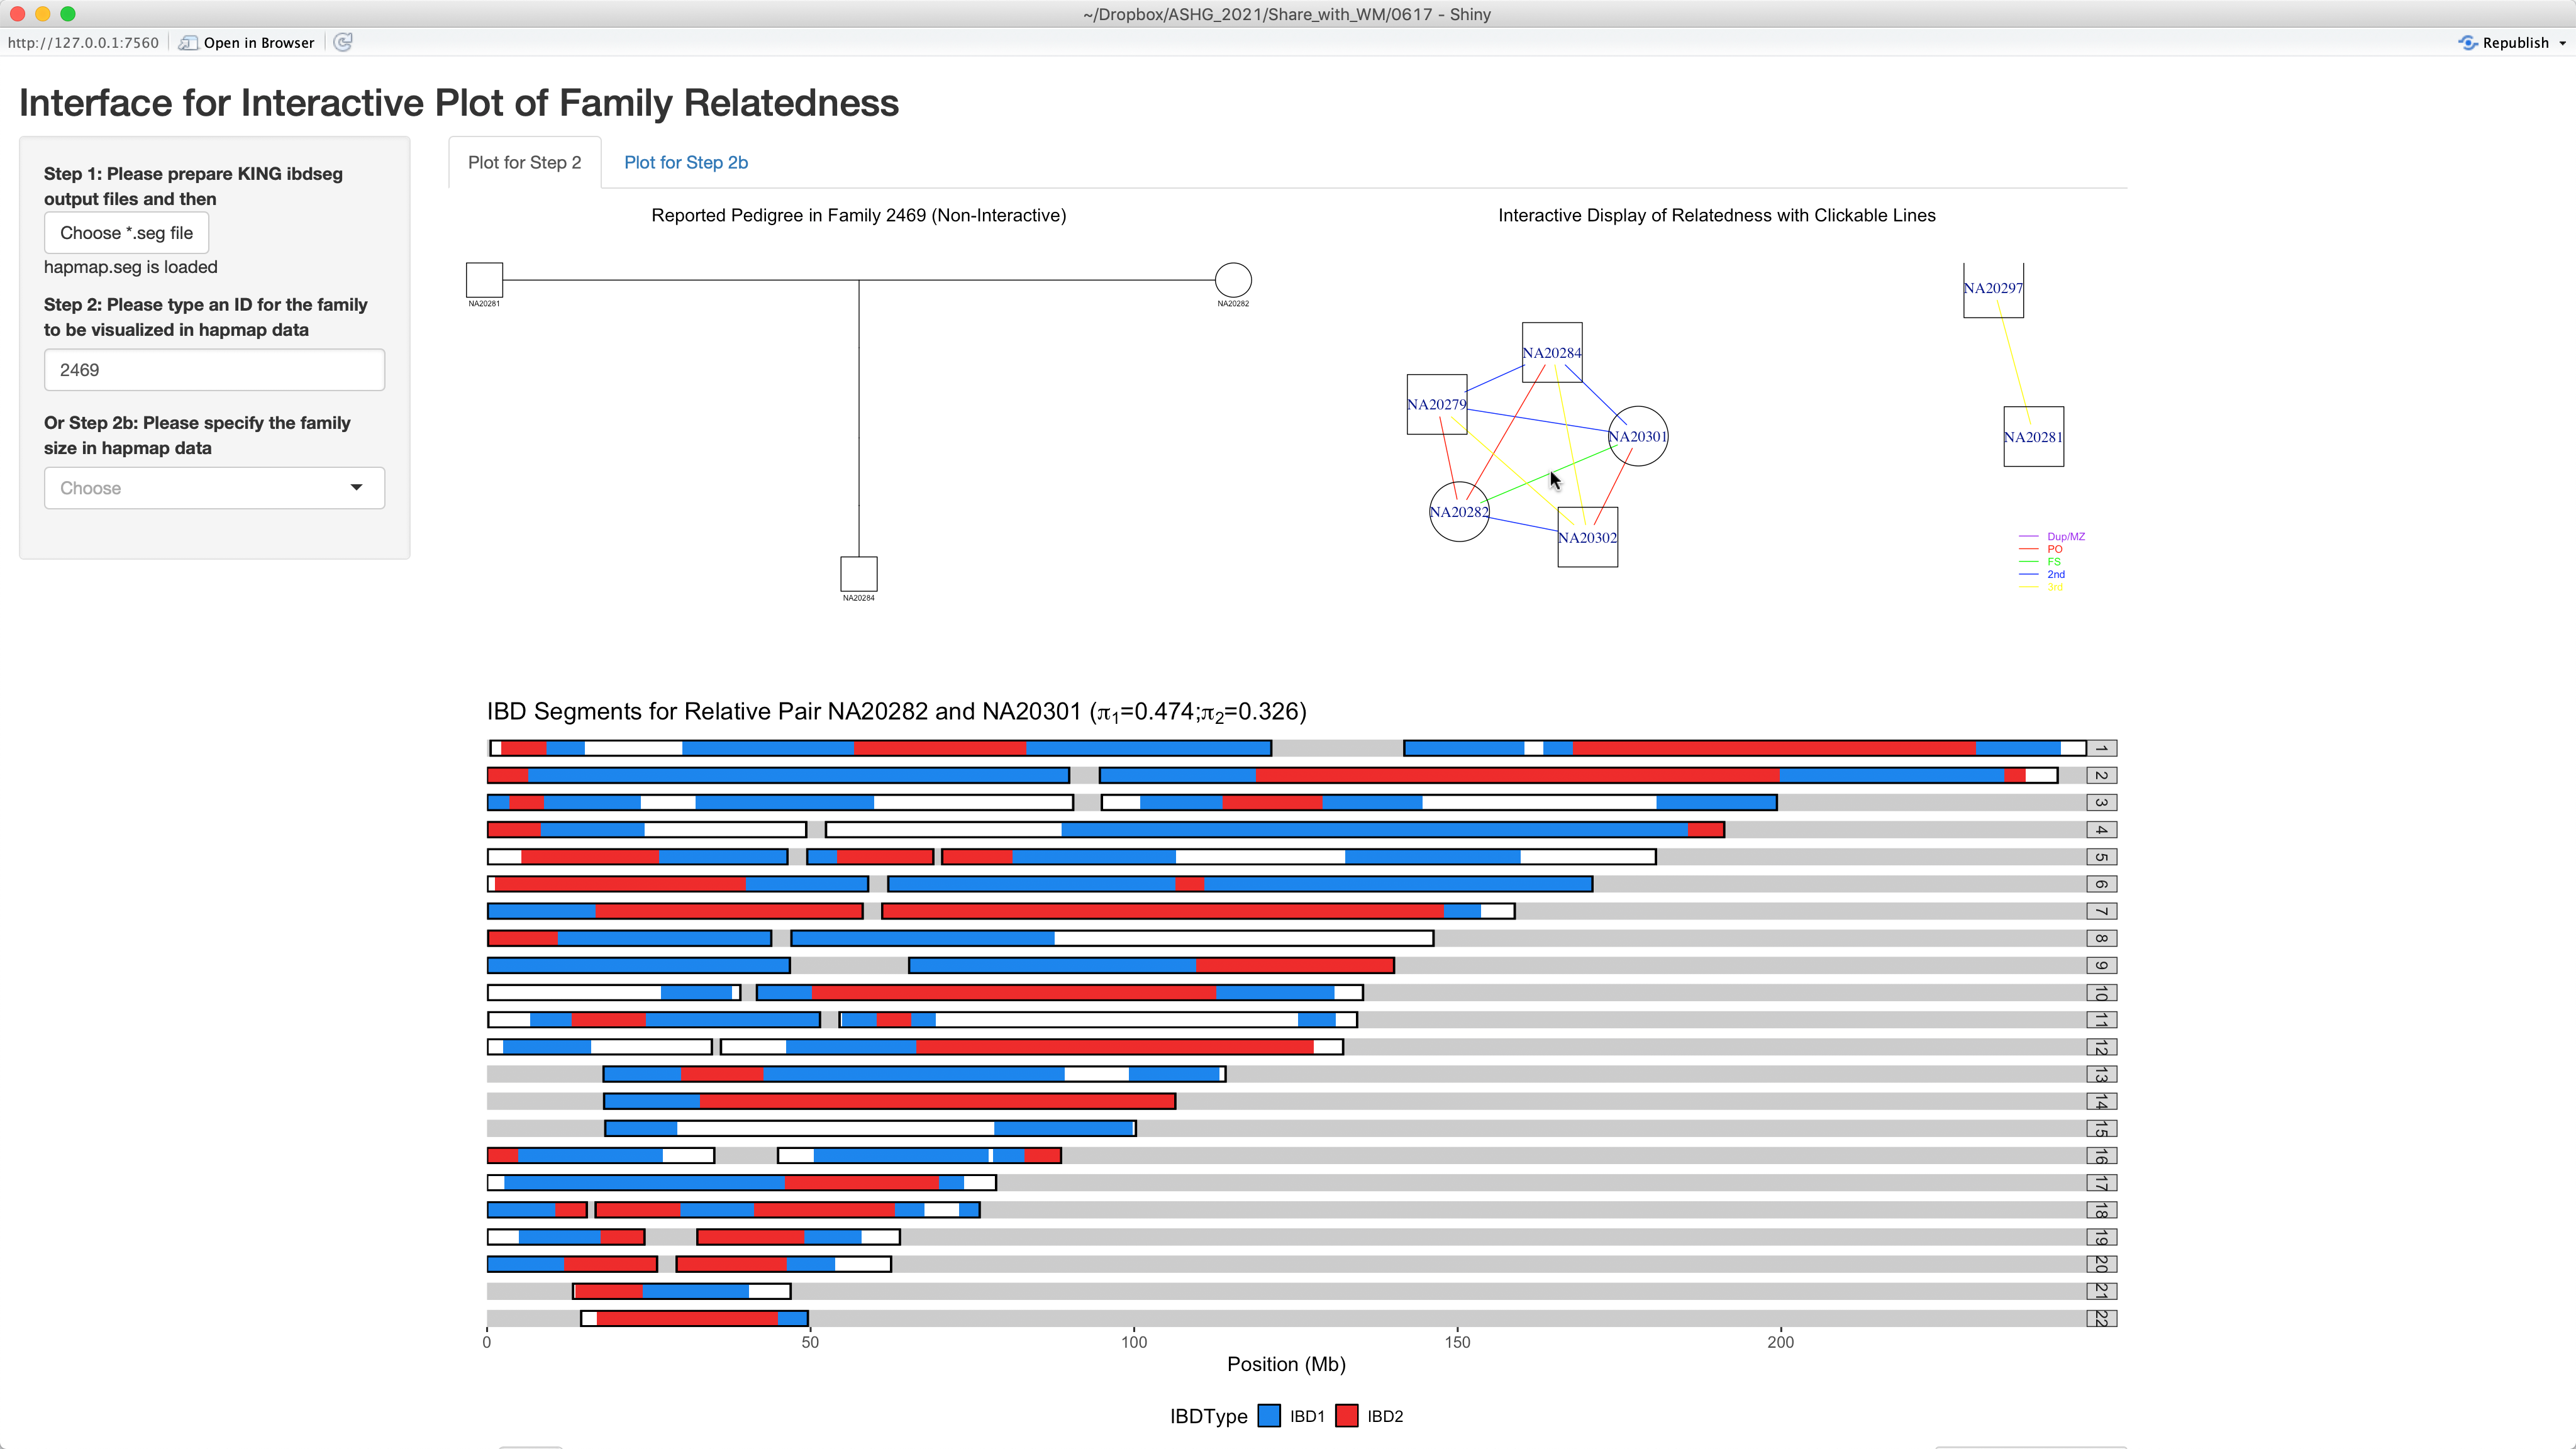 ~/Dropbox/ASHG_2021/Share_with_WM/0617 - Shiny
http://127.0.0.1:7560
Open in Browser
Republish
Interface for Interactive Plot of Family Relatedness
Step 1: Please prepare KING ibdseg
output files and then
Choose *.seg file
hapmap.seg is loaded
Step 2: Please type an ID for the family
to be visualized in hapmap data
2469
Or Step 2b: Please specify the family
size in hapmap data
Choose
Plot for Step 2
Plot for Step 2b
Reported Pedigree in Family 2469 (Non-Interactive)
NA20281
NA20282
NA20284
Interactive Display of Relatedness with Clickable Lines
NA20297
NA20284
NA20279
NA20301
NA20281
NA20282
NA20302
Dup/MZ
PO
FS
2nd
3rd
IBD Segments for Relative Pair NA20282 and NA20301 (π1=0.474;π2=0.326)
1
2
3
4
5
6
7
8
9
10
11
12
13
14
15
16
17
18
19
20
21
22
0 50 100 150 200
Position (Mb)
IBDType IBD1 IBD2